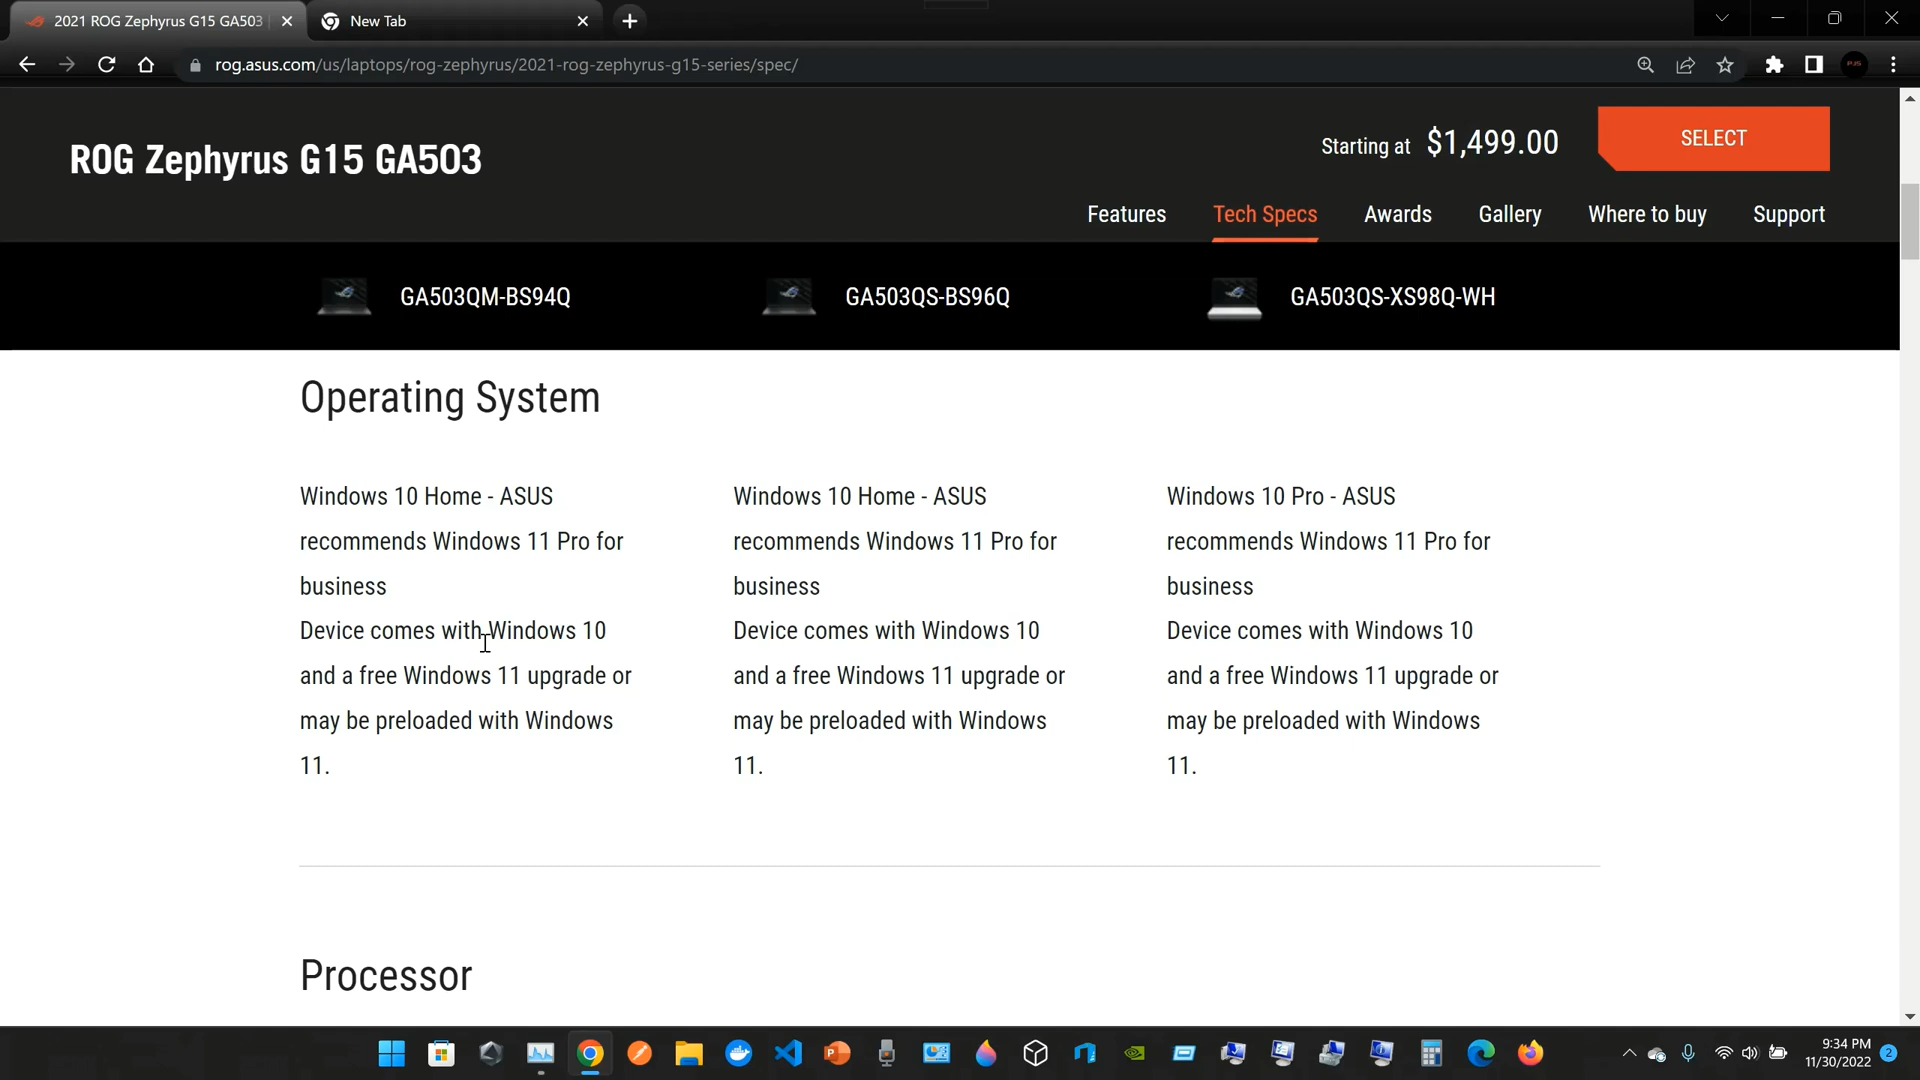 2021 ROG Zephyrus G15 GA503
New Tab
rog.asus.com/us/laptops/rog-zephyrus/2021-rog-zephyrus-g15-series/spec/
PJS
ROG Zephyrus G15 GA503
Starting at $1,499.00
SELECT
Features Tech Specs Awards Gallery Where to buy Support
GA503QM-BS94Q GA503QS-BS96Q GA503QS-XS98Q-WH
Operating System
Windows 10 Home - ASUS
recommends Windows 11 Pro for
business
Device comes with Windows 10
and a free Windows 11 upgrade or
may be preloaded with Windows
11.
Windows 10 Home - ASUS
recommends Windows 11 Pro for
business
Device comes with Windows 10
and a free Windows 11 upgrade or
may be preloaded with Windows
11.
Windows 10 Pro - ASUS
recommends Windows 11 Pro for
business
Device comes with Windows 10
and a free Windows 11 upgrade or
may be preloaded with Windows
11.
Processor
9:34 PM
11/30/2022
2